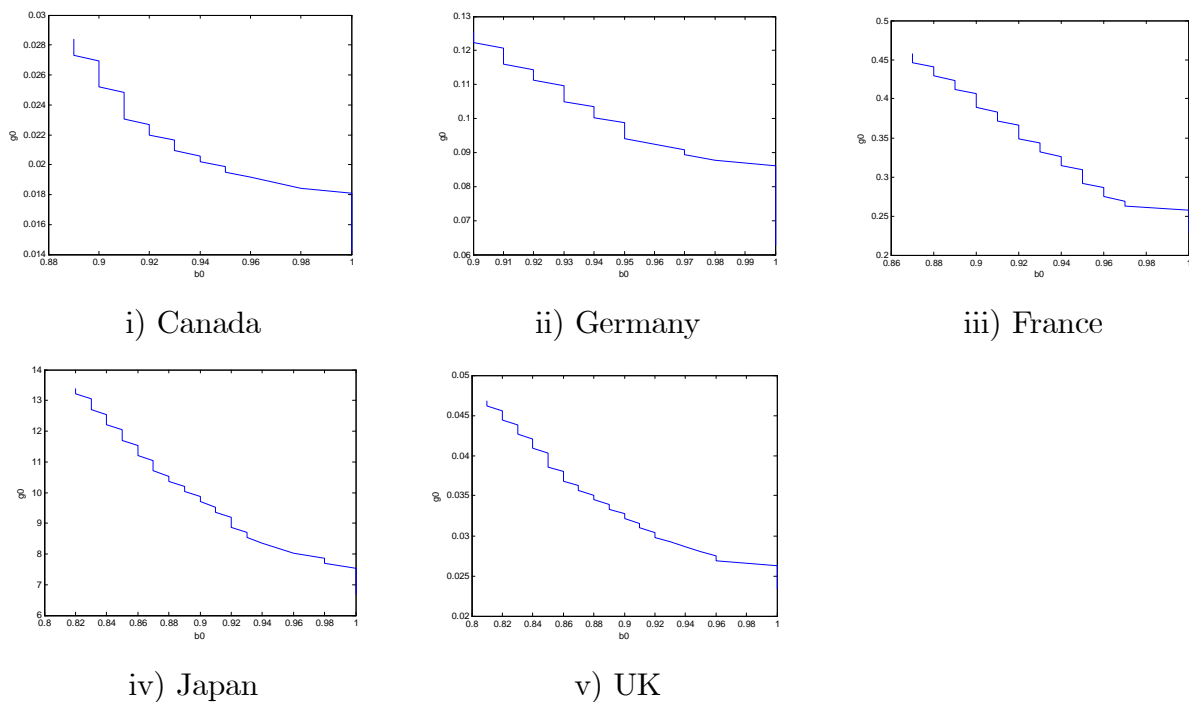 0.03
0.028
0.026
0.024
0.022
0.02
0.018
0.016
0.014
g0
0.88 0.9 0.92 0.94 0.96 0.98 1
b0
i) Canada
0.13
0.12
0.11
0.1
0.09
0.08
0.07
0.06
g0
0.9 0.91 0.92 0.93 0.94 0.95 0.96 0.97 0.98 0.99 1
b0
ii) Germany
0.5
0.45
0.4
0.35
0.3
0.25
0.2
g0
0.86 0.88 0.9 0.92 0.94 0.96 0.98 1
b0
iii) France
14
13
12
11
10
9
8
7
6
g0
0.8 0.82 0.84 0.86 0.88 0.9 0.92 0.94 0.96 0.98 1
b0
iv) Japan
0.05
0.045
0.04
0.035
0.03
0.025
0.02
g0
0.8 0.82 0.84 0.86 0.88 0.9 0.92 0.94 0.96 0.98 1
b0
v) UK